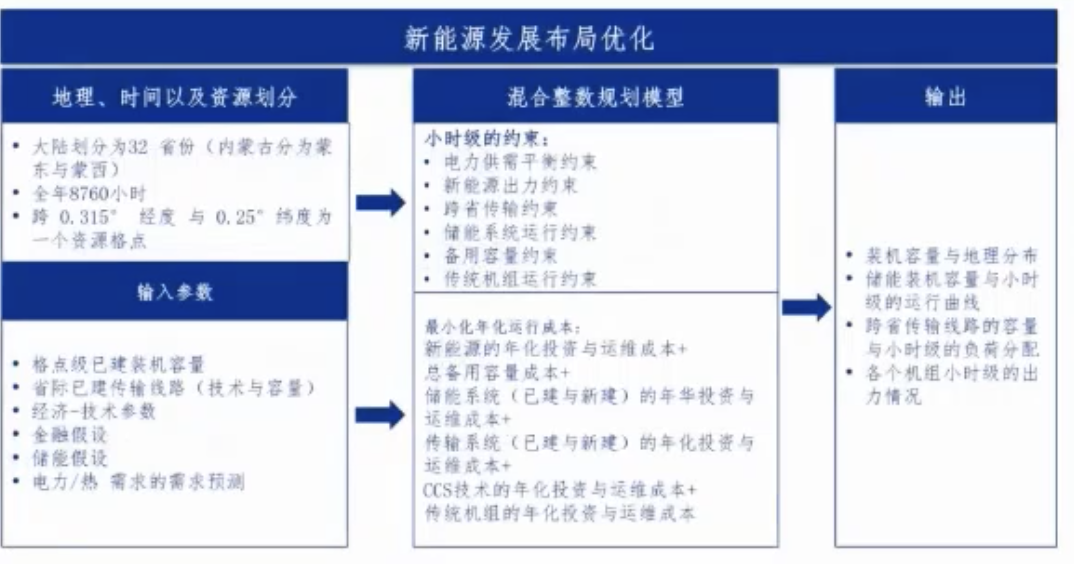 新能源发展布局优化
地理、时间以及资源划分
• 大陆划分为32 省份（内蒙古分为蒙
东与蒙西）
• 全年8760小时
• 跨 0.315° 经度 与 0.25°纬度为
一个资源格点
输入参数
• 格点级已建装机容量
• 省际已建传输线路（技术与容量）
• 经济-技术参数
• 金融假设
• 储能假设
• 电力/热 需求的需求预测
混合整数规划模型
小时级的约束：
• 电力供需平衡约束
• 新能源出力约束
• 跨省传输约束
• 储能系统运行约束
• 备用容量约束
• 传统机组运行约束
最小化年化运行成本：
新能源的年化投资与运维成本+
总备用容量成本+
储能系统（已建与新建）的年华投资与
运维成本+
传输系统（已建与新建）的年化投资与
运维成本+
CCS技术的年化投资与运维成本+
传统机组的年化投资与运维成本
输出
• 装机容量与地理分布
• 储能装机容量与小时
级的运行曲线
• 跨省传输线路的容量
与小时级的负荷分配
• 各个机组小时级的出
力情况